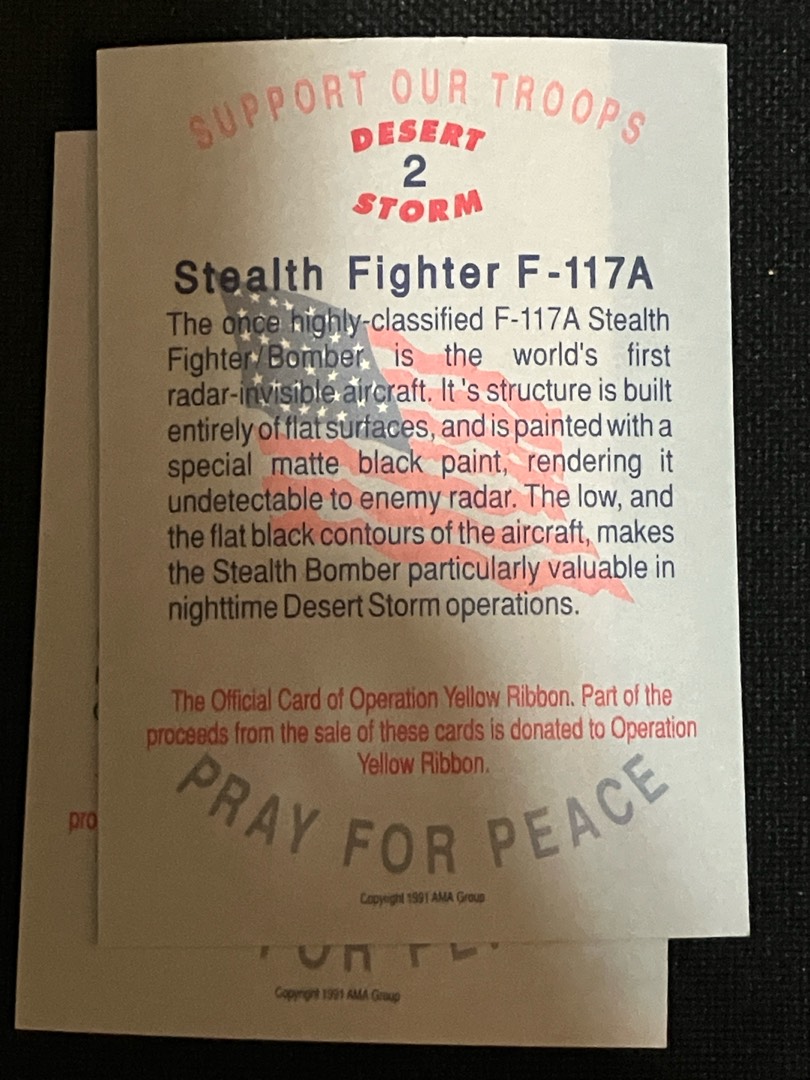 SUPPORT OUR TROOPS
DESERT
2
STORM
Stealth Fighter F-117A
The once highly-classified F-117A Stealth
Fighter/Bomber is the world's first
radar-invisible aircraft. It 's structure is built
entirely of flat surfaces, and is painted with a
special matte black paint, rendering it
undetectable to enemy radar. The low, and
the flat black contours of the aircraft, makes
the Stealth Bomber particularly valuable in
nighttime Desert Storm operations.
The Official Card of Operation Yellow Ribbon. Part of the
proceeds from the sale of these cards is donated to Operation
Yellow Ribbon.
PRAY FOR PEACE
Copyright 1991 AMA Group
pro
FOR PE
Copyright 1991 AMA Group